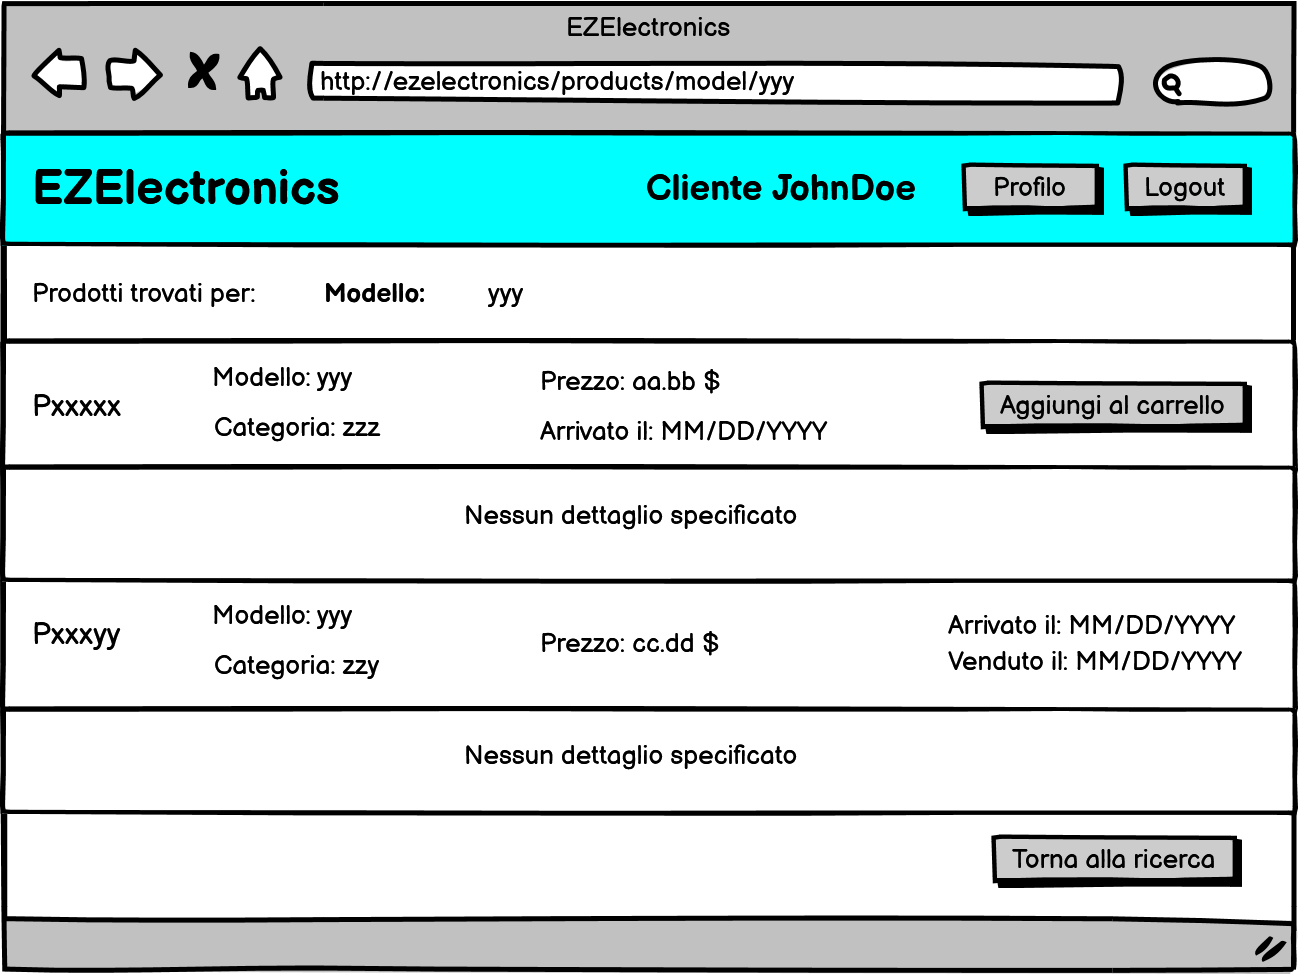 EZElectronics
http://ezelectronics/products/model/yyy
EZElectronics
Cliente JohnDoe
Profilo
Logout
Prodotti trovati per:
Modello:
yyy
Pxxxxx
Modello: yyy
Categoria: zzz
Prezzo: aa.bb $
Arrivato il: MM/DD/YYYY
Aggiungi al carrello
Nessun dettaglio specificato
Pxxxyy
Modello: yyy
Categoria: zzy
Prezzo: cc.dd $
Arrivato il: MM/DD/YYYY
Venduto il: MM/DD/YYYY
Nessun dettaglio specificato
Torna alla ricerca